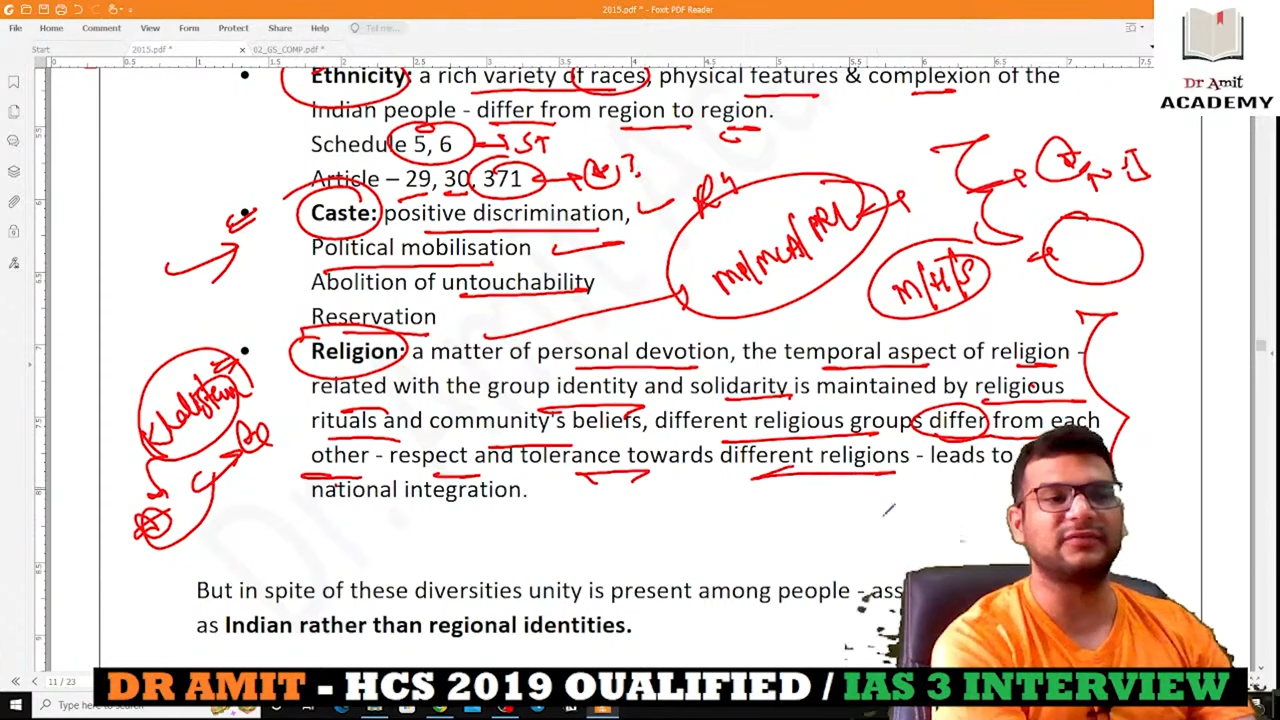 2015.pdf * - Foxit PDF Reader
File Home Comment View Form Protect Share Help Tell me...
Start 2015.pdf * 02_GS_COMP.pdf *
Dr Amit
ACADEMY
Ethnicity: a rich variety of races, physical features & complexion of the
Indian people - differ from region to region.
Schedule 5, 6 ST
Article – 29, 30, 371
Caste: positive discrimination,
Political mobilisation
Abolition of untouchability
Reservation
MP/MLA/PRI
M/H/S
Religion: a matter of personal devotion, the temporal aspect of religion -
related with the group identity and solidarity is maintained by religious
rituals and community's beliefs, different religious groups differ from each
other - respect and tolerance towards different religions - leads to
national integration.
Khalistan
But in spite of these diversities unity is present among people - ass
as Indian rather than regional identities.
11 / 23
DR AMIT - HCS 2019 QUALIFIED / IAS 3 INTERVIEW
Type here to search